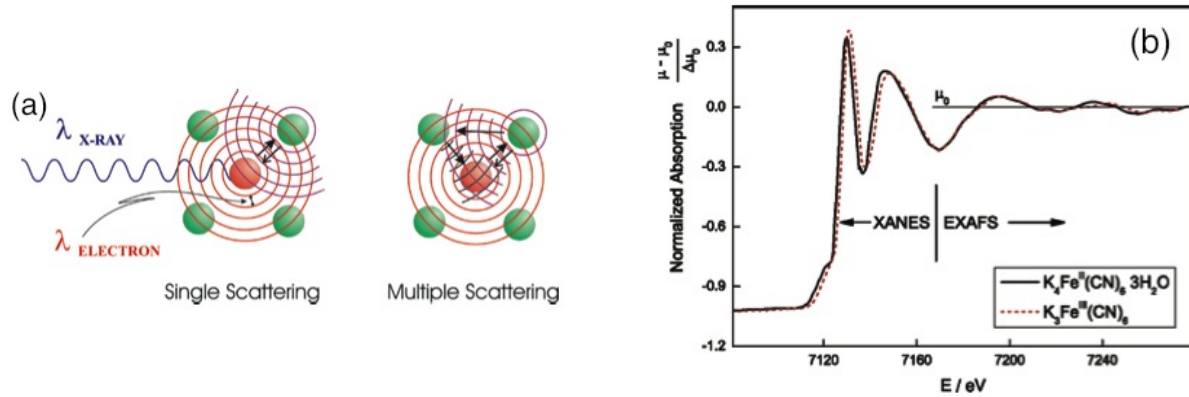 (a)
λ X-RAY
λ ELECTRON
Single Scattering
Multiple Scattering
(b)
μ - μ₀
Δμ₀
Normalized Absorption
0.3
0.0
-0.3
-0.6
-0.9
-1.2
μ₀
XANES EXAFS
K₄Feᴵᴵ(CN)₆ 3H₂O
K₃Feᴵᴵᴵ(CN)₆
7120 7160 7200 7240
E / eV